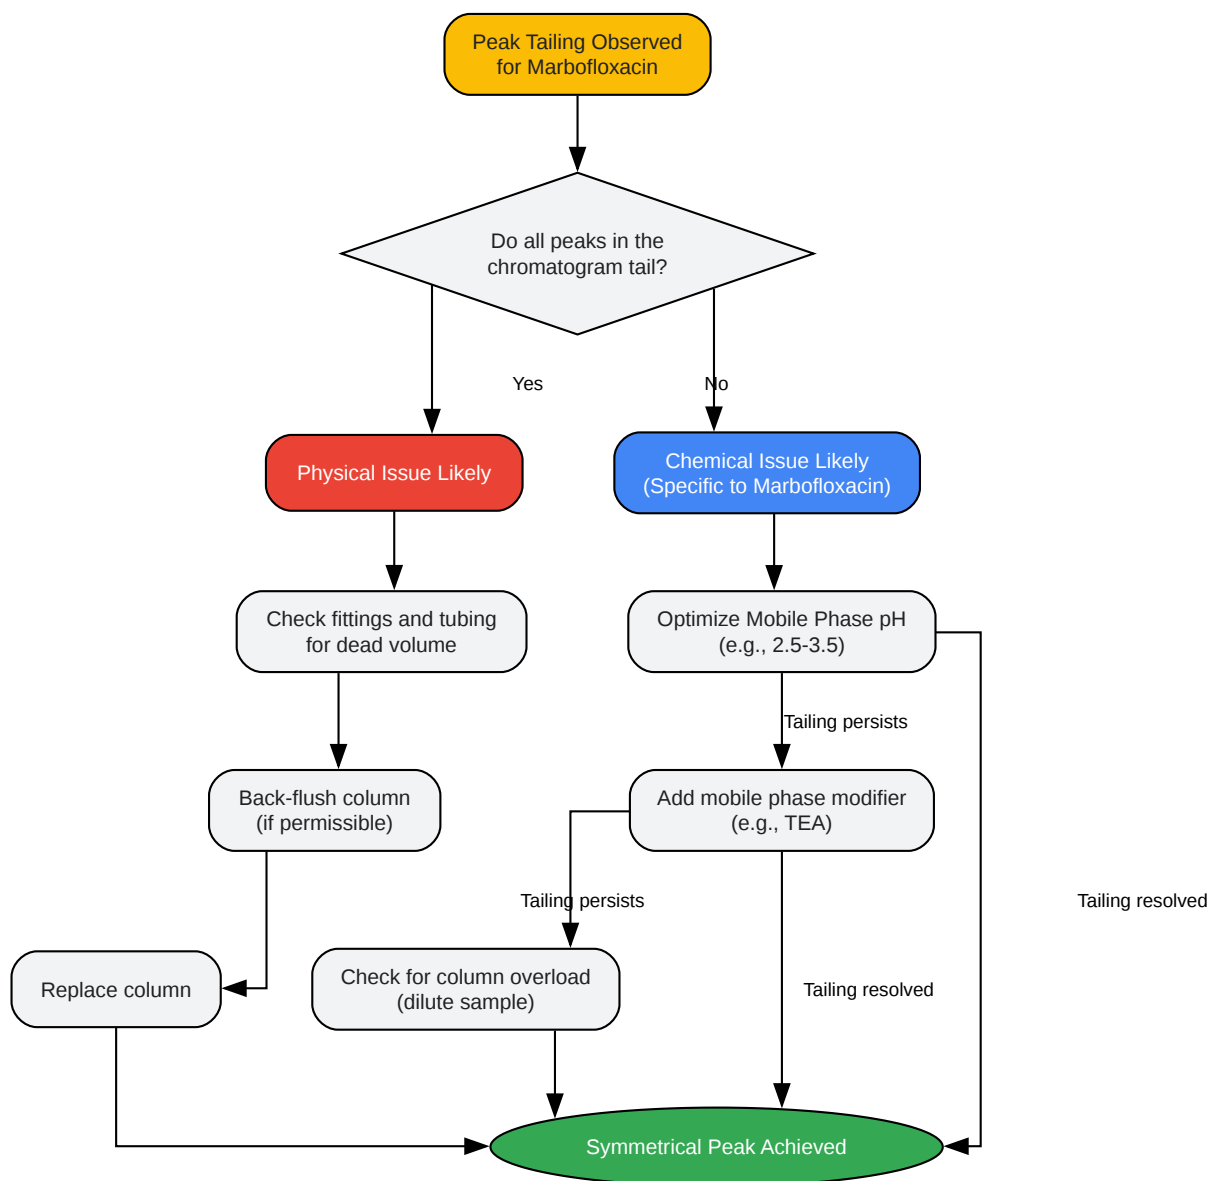 Peak Tailing Observed
for Marbofloxacin
Do all peaks in the
chromatogram tail?
Yes
No
Physical Issue Likely
Chemical Issue Likely
(Specific to Marbofloxacin)
Check fittings and tubing
for dead volume
Optimize Mobile Phase pH
(e.g., 2.5-3.5)
Tailing persists
Back-flush column
(if permissible)
Add mobile phase modifier
(e.g., TEA)
Tailing persists
Tailing resolved
Replace column
Check for column overload
(dilute sample)
Tailing resolved
Symmetrical Peak Achieved